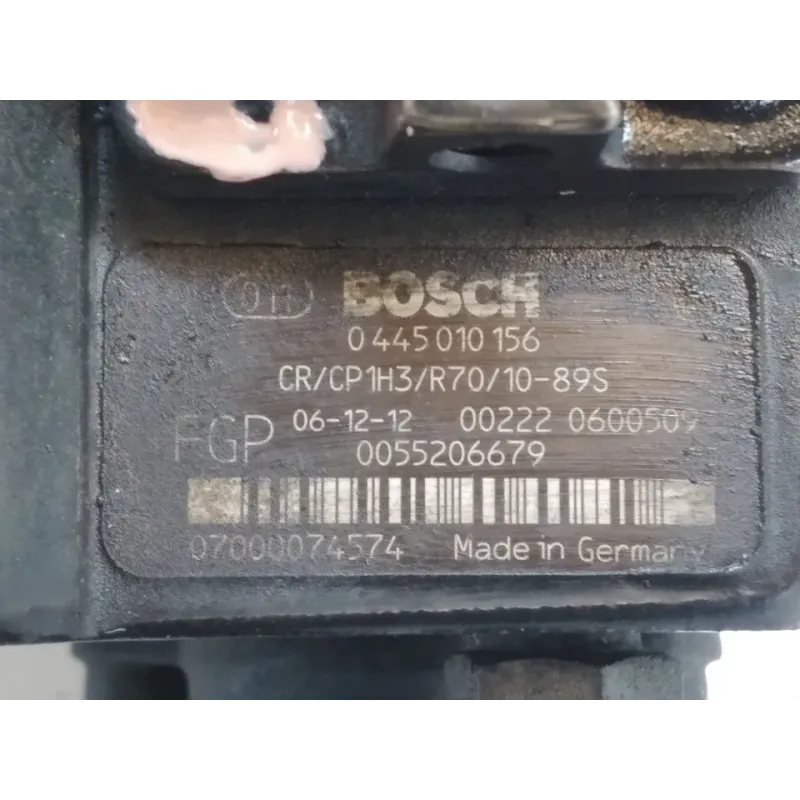 BOSCH
0 445 010 156
CR/CP1H3/R70/10-89S
FGP 06-12-12 00222 0600509
0055206679
07000074574 Made in Germany